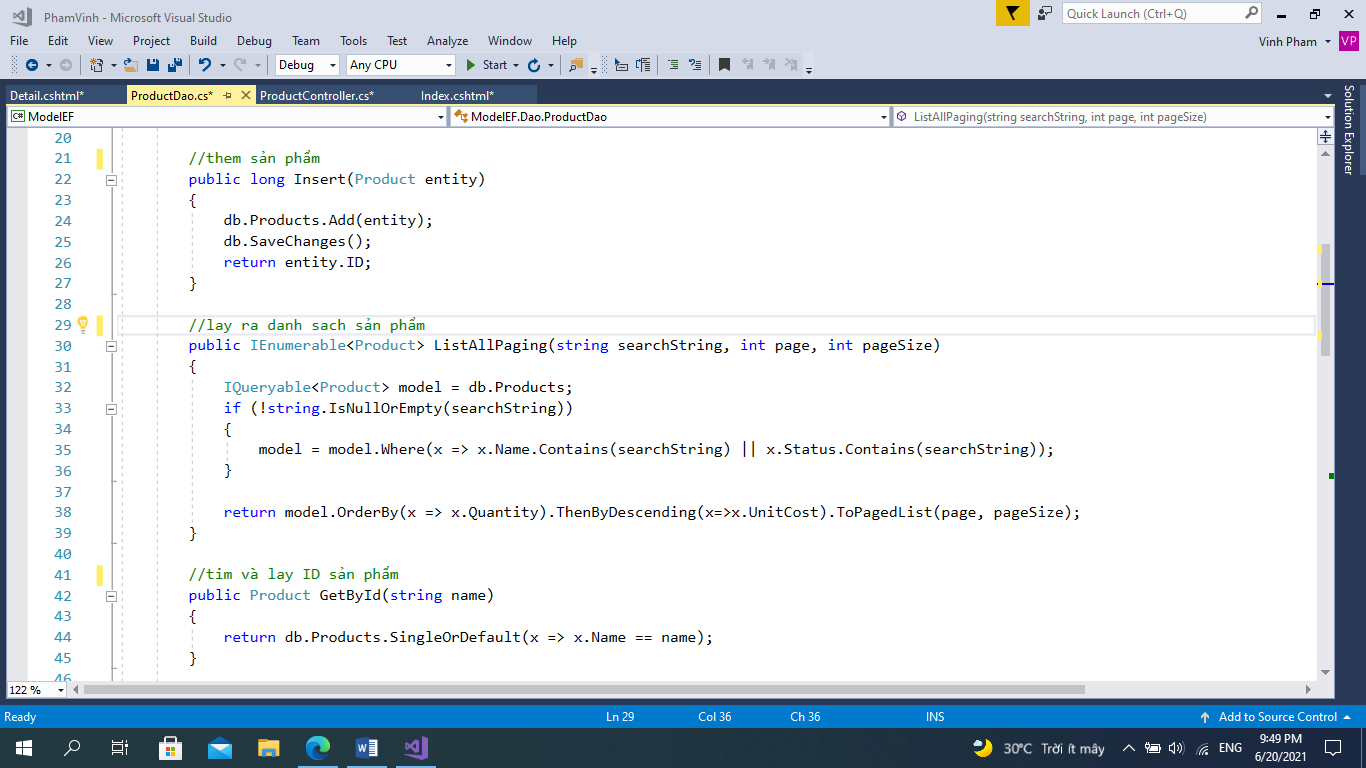 PhamVinh - Microsoft Visual Studio
Quick Launch (Ctrl+Q)
File Edit View Project Build Debug Team Tools Test Analyze Window Help
Vinh Pham VP
Debug Any CPU Start
Detail.cshtml* ProductDao.cs* ProductController.cs* Index.cshtml*
Solution Explorer
C# ModelEF ModelEF.Dao.ProductDao ListAllPaging(string searchString, int page, int pageSize)
20
21 //them sản phẩm
22 public long Insert(Product entity)
23 {
24 db.Products.Add(entity);
25 db.SaveChanges();
26 return entity.ID;
27 }
28
29 //lay ra danh sach sản phẩm
30 public IEnumerable<Product> ListAllPaging(string searchString, int page, int pageSize)
31 {
32 IQueryable<Product> model = db.Products;
33 if (!string.IsNullOrEmpty(searchString))
34 {
35 model = model.Where(x => x.Name.Contains(searchString) || x.Status.Contains(searchString));
36 }
37
38 return model.OrderBy(x => x.Quantity).ThenByDescending(x=>x.UnitCost).ToPagedList(page, pageSize);
39 }
40
41 //tim và lay ID sản phẩm
42 public Product GetById(string name)
43 {
44 return db.Products.SingleOrDefault(x => x.Name == name);
45 }
46
122 %
Ready Ln 29 Col 36 Ch 36 INS Add to Source Control
30°C Trời ít mây ENG 9:49 PM
6/20/2021